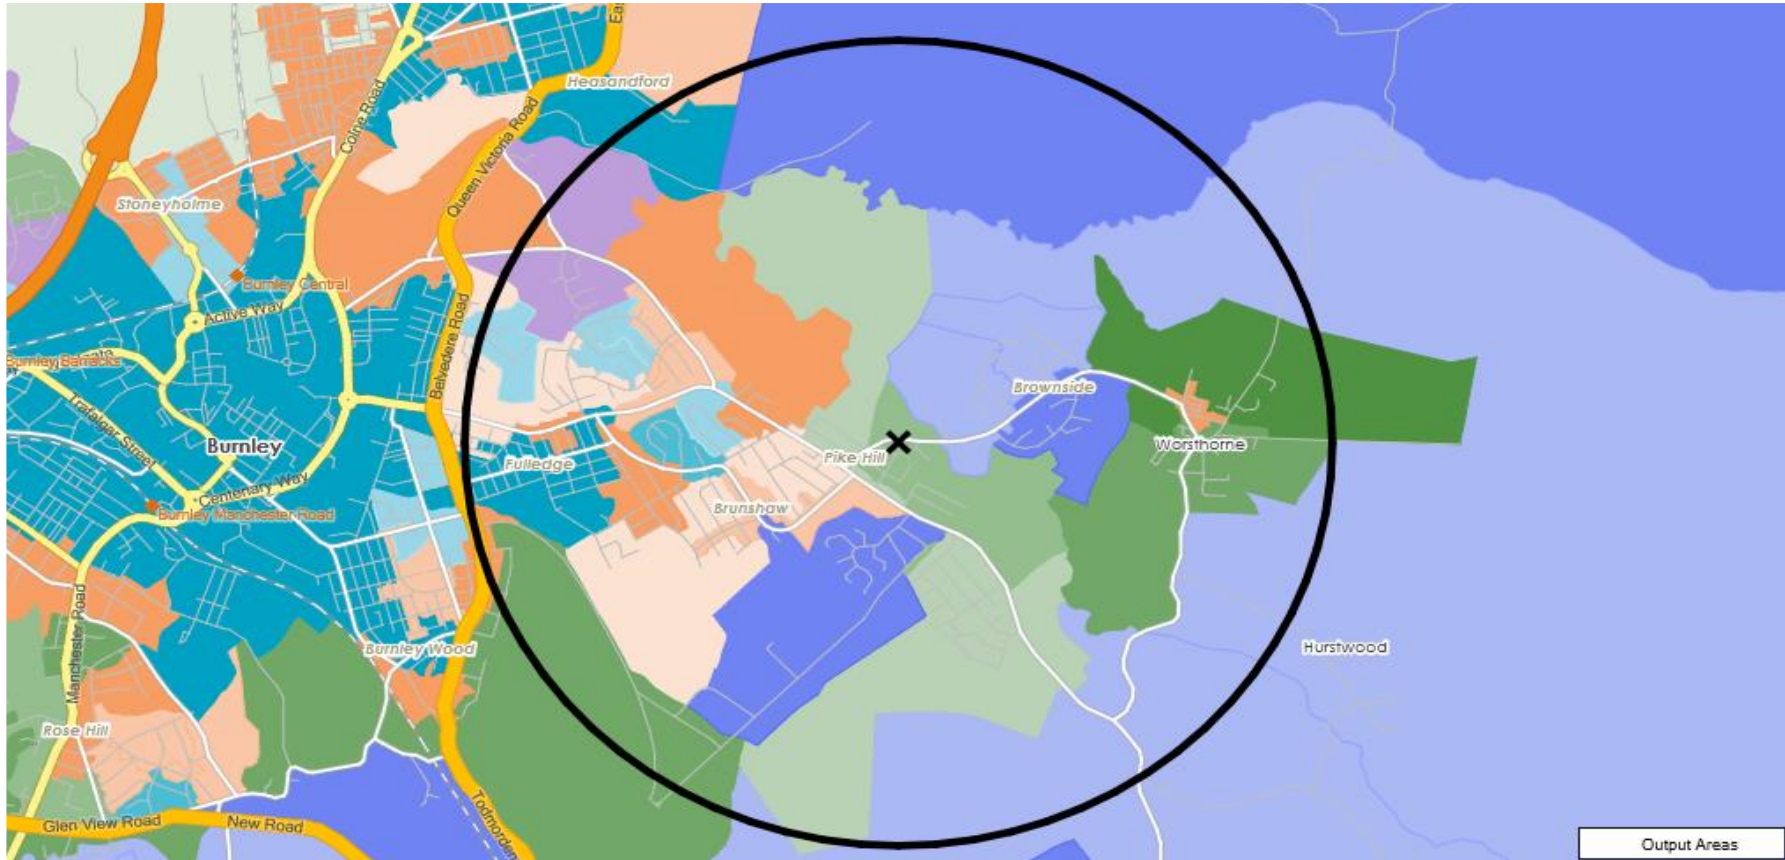 Eas
Heasandford
Colne Road
Queen Victoria Road
Stoneyholme
Burnley Central
Active Way
Belvedere Road
Burnley Barracks
Brownside
Trafalgar Street
Burnley
Worsthorne
Pike Hill
Fulledge
Centenary Way
Burnley Manchester Road
Brunshaw
Manchester Road
Burnley Wood
Hurstwood
Rose Hill
Glen View Road
New Road
Todmorden
Output Areas